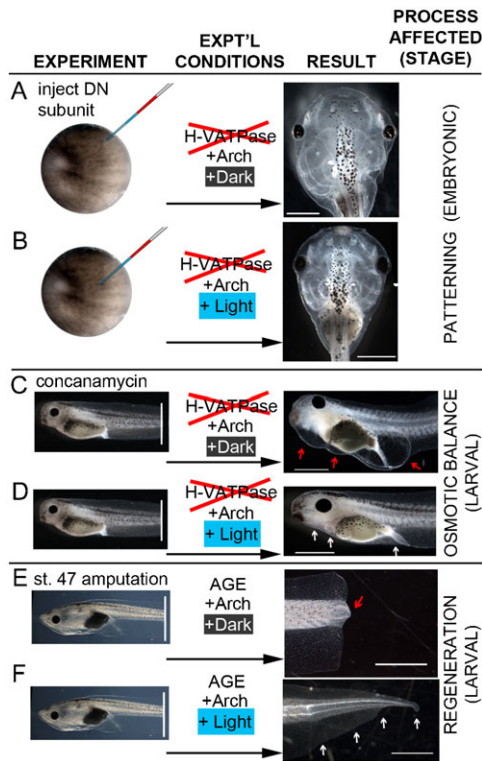 EXPERIMENT
EXPT'L
CONDITIONS
RESULT
PROCESS
AFFECTED
(STAGE)
A inject DN
subunit
H-VATPase
+Arch
+Dark
B
H-VATPase
+Arch
+ Light
PATTERNING (EMBRYONIC)
C concanamycin
H-VATPase
+Arch
+Dark
D
H-VATPase
+Arch
+ Light
OSMOTIC BALANCE
(LARVAL)
E st. 47 amputation
AGE
+Arch
+Dark
F
AGE
+Arch
+ Light
REGENERATION
(LARVAL)